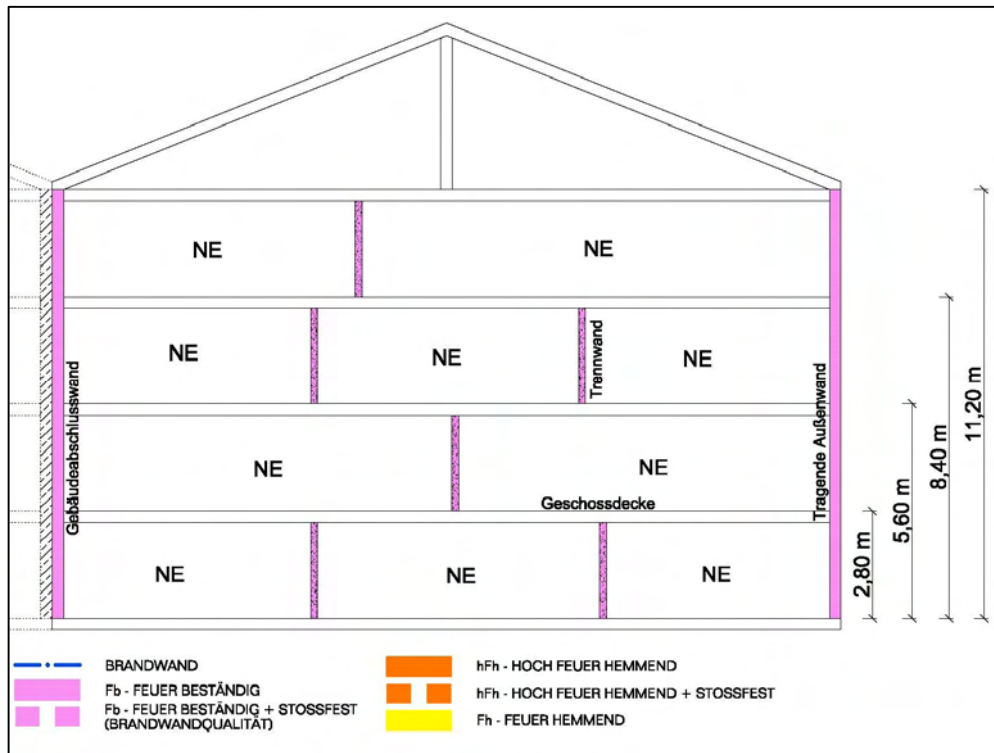 NE
NE
NE
NE
Trennwand
NE
Gebäudeabschlusswand
Tragende Außenwand
NE
NE
Geschossdecke
NE
NE
NE
2,80 m
5,60 m
8,40 m
11,20 m
BRANDWAND
Fb - FEUER BESTÄNDIG
Fb - FEUER BESTÄNDIG + STOSSFEST
(BRANDWANDQUALITÄT)
hFh - HOCH FEUER HEMMEND
hFh - HOCH FEUER HEMMEND + STOSSFEST
Fh - FEUER HEMMEND